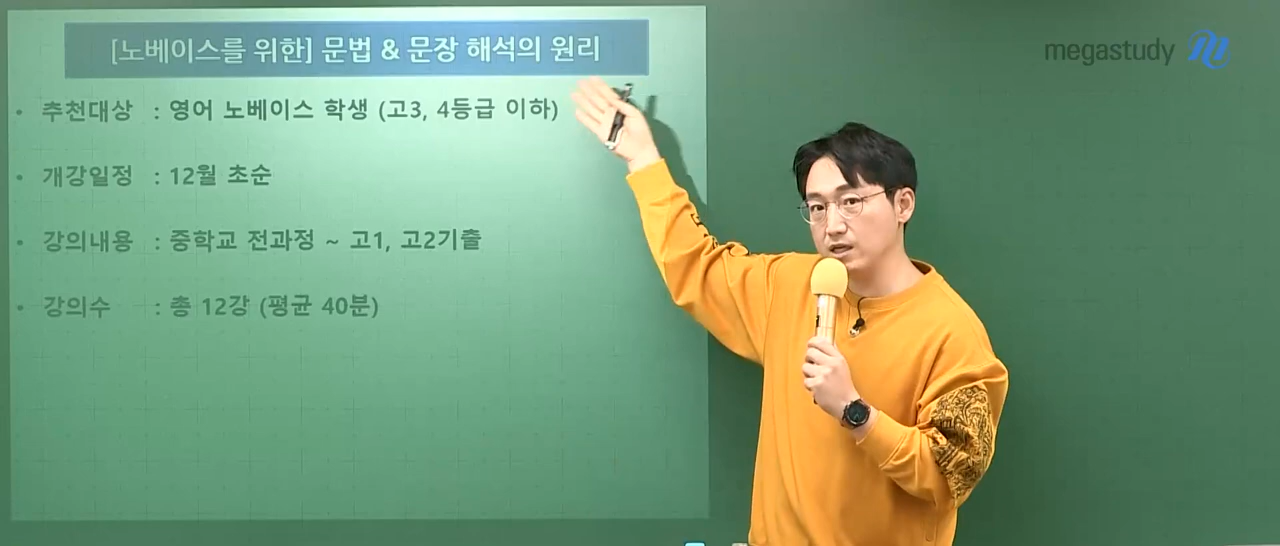 [노베이스를 위한] 문법 & 문장 해석의 원리
megastudy
• 추천대상 : 영어 노베이스 학생 (고3, 4등급 이하)
• 개강일정 : 12월 초순
• 강의내용 : 중학교 전과정 ~ 고1, 고2기출
• 강의수 : 총 12강 (평균 40분)